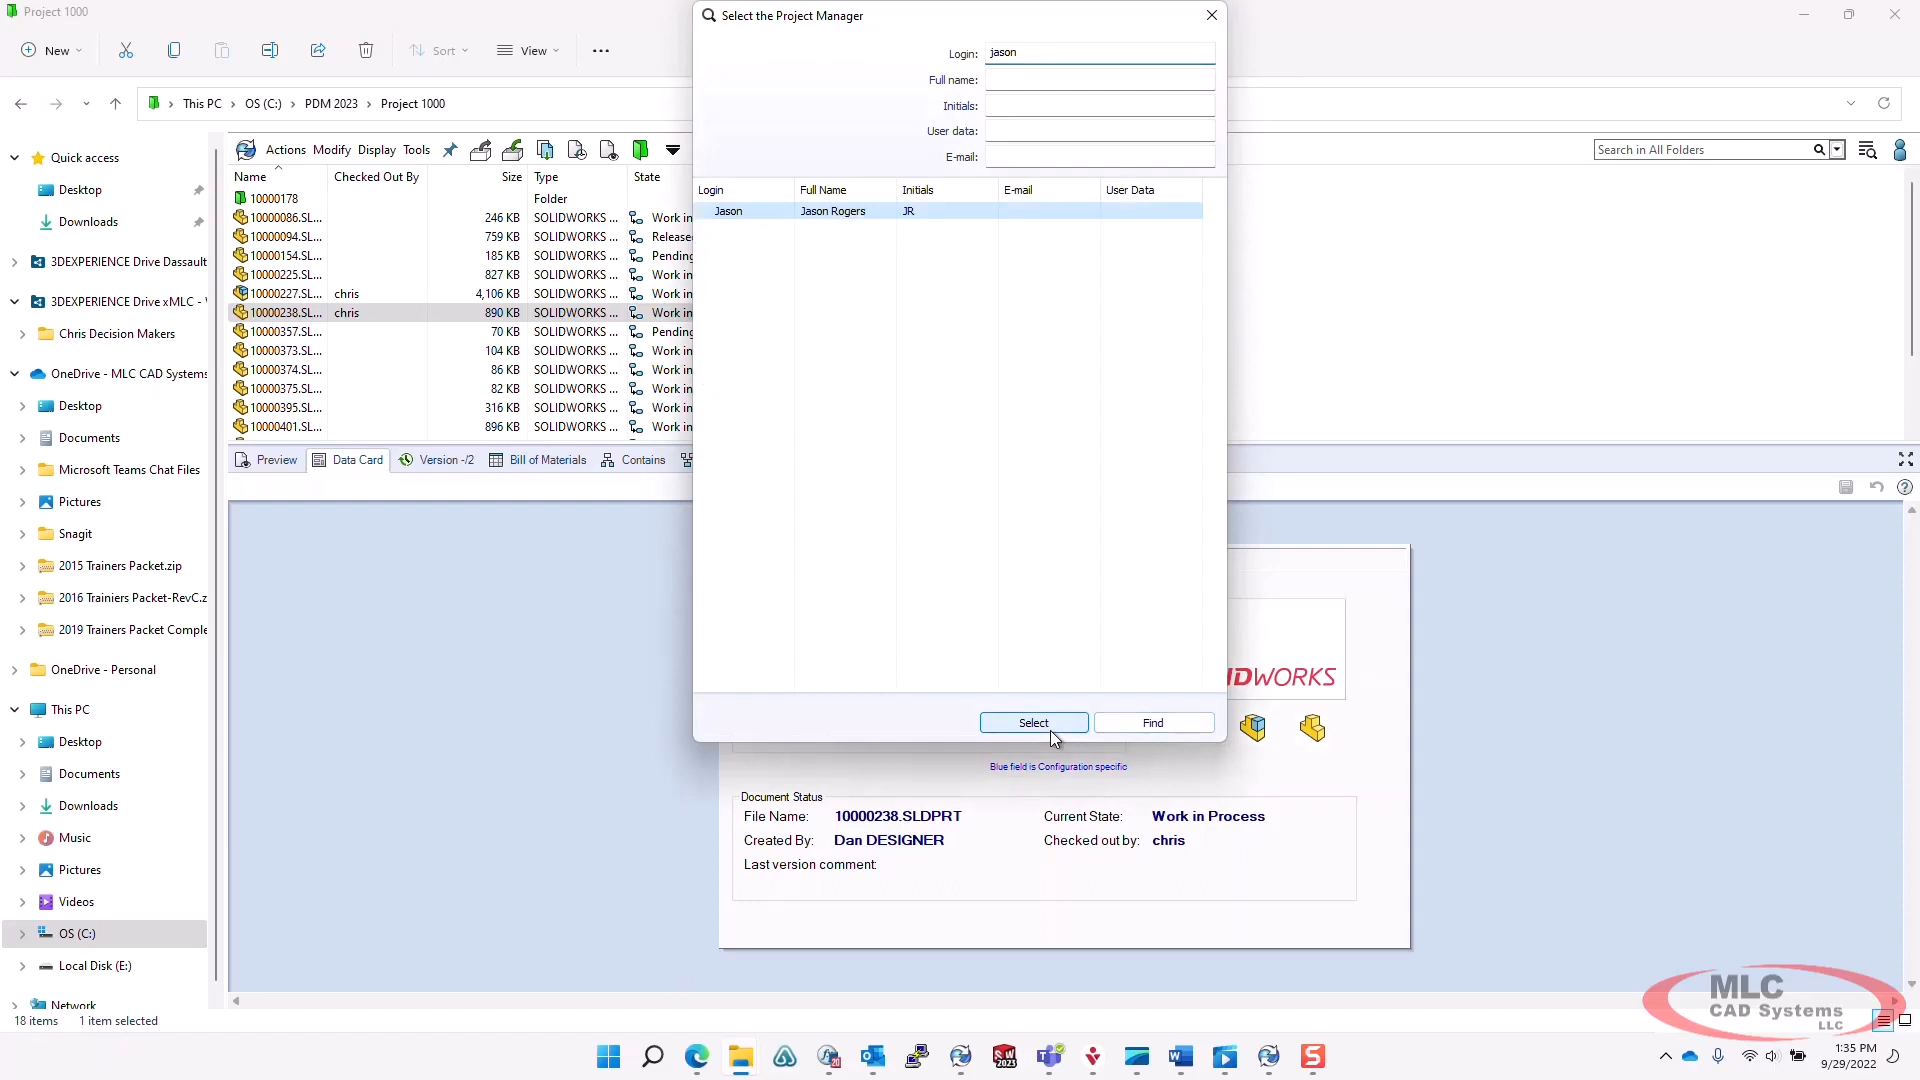 Project 1000
Select the Project Manager
New
Sort
View
Login: jason
Full name:
Initials:
User data:
E-mail:
This PC > OS (C:) > PDM 2023 > Project 1000
Quick access
Desktop
Downloads
3DEXPERIENCE Drive Dassault
3DEXPERIENCE Drive xMLC -
Chris Decision Makers
OneDrive - MLC CAD Systems
Desktop
Documents
Microsoft Teams Chat Files
Pictures
Snagit
2015 Trainers Packet.zip
2016 Trainiers Packet-RevC.z
2019 Trainers Packet Comple
OneDrive - Personal
This PC
Desktop
Documents
Downloads
Music
Pictures
Videos
OS (C:)
Local Disk (E:)
Network
18 items 1 item selected
Actions Modify Display Tools
Search in All Folders
Name Checked Out By Size Type State
10000178 Folder
10000086.SL... 246 KB SOLIDWORKS ... Work in
10000094.SL... 759 KB SOLIDWORKS ... Release
10000154.SL... 185 KB SOLIDWORKS ... Pending
10000225.SL... 827 KB SOLIDWORKS ... Work in
10000227.SL... chris 4,106 KB SOLIDWORKS ... Work in
10000238.SL... chris 890 KB SOLIDWORKS ... Work in
10000357.SL... 70 KB SOLIDWORKS ... Pending
10000373.SL... 104 KB SOLIDWORKS ... Work in
10000374.SL... 86 KB SOLIDWORKS ... Work in
10000375.SL... 82 KB SOLIDWORKS ... Work in
10000395.SL... 316 KB SOLIDWORKS ... Work in
10000401.SL... 896 KB SOLIDWORKS ... Work in
Login Full Name Initials E-mail User Data
Jason Jason Rogers JR
Select Find
Preview Data Card Version -/2 Bill of Materials Contains
IDWORKS
Blue field is Configuration specific
Document Status
File Name: 10000238.SLDPRT Current State: Work in Process
Created By: Dan DESIGNER Checked out by: chris
Last version comment:
MLC
CAD Systems
LLC
1:35 PM
9/29/2022